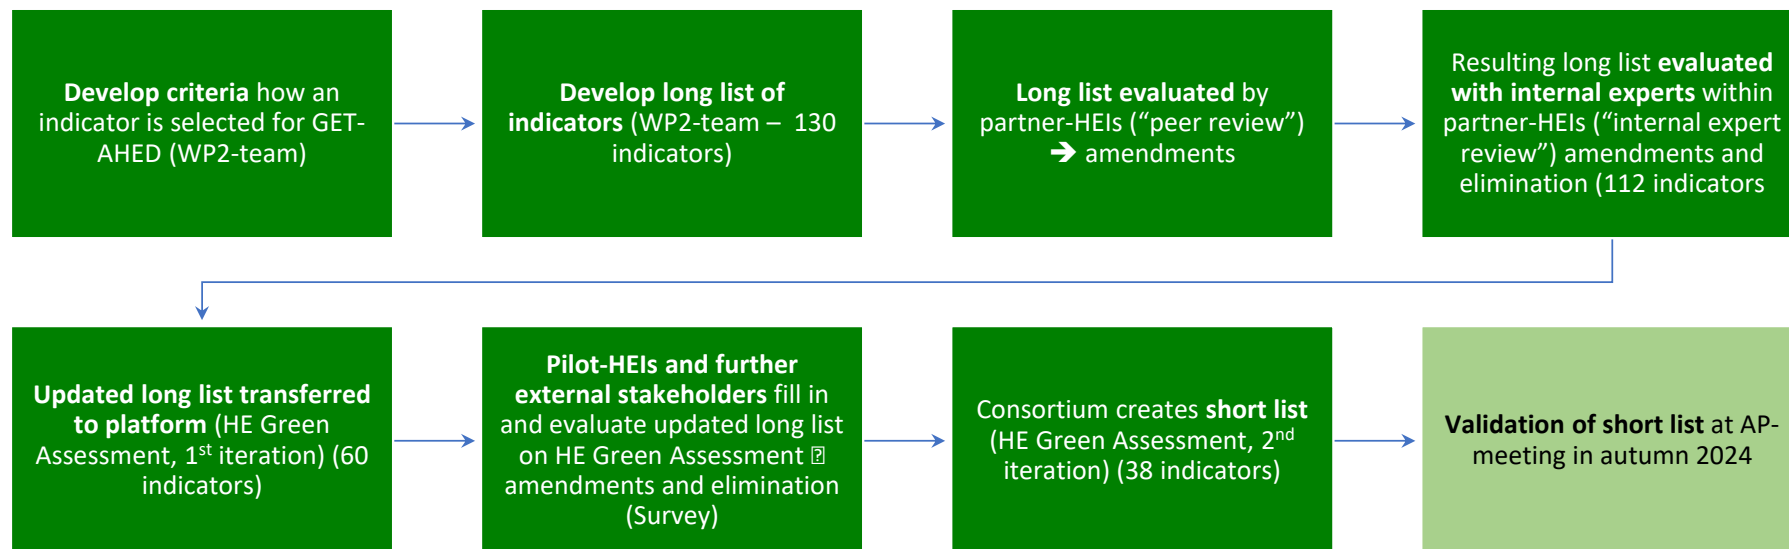 Develop criteria how an
indicator is selected for GET-
AHED (WP2-team)
Develop long list of
indicators (WP2-team – 130
indicators)
Long list evaluated by
partner-HEIs (“peer review”)
➔ amendments
Resulting long list evaluated
with internal experts within
partner-HEIs (“internal expert
review”) amendments and
elimination (112 indicators
Updated long list transferred
to platform (HE Green
Assessment, 1st iteration) (60
indicators)
Pilot-HEIs and further
external stakeholders fill in
and evaluate updated long list
on HE Green Assessment ⍰
amendments and elimination
(Survey)
Consortium creates short list
(HE Green Assessment, 2nd
iteration) (38 indicators)
Validation of short list at AP-
meeting in autumn 2024